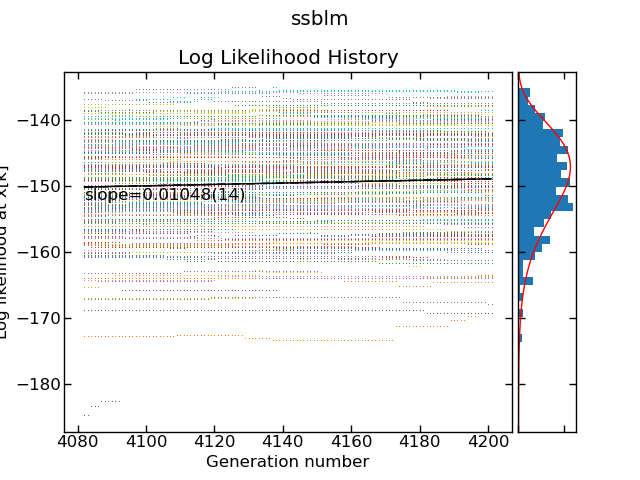 ssblm
Log Likelihood History
Log likelihood at x[k]
−140
−150
−160
−170
−180
slope=0.01048(14)
4080 4100 4120 4140 4160 4180 4200
Generation number